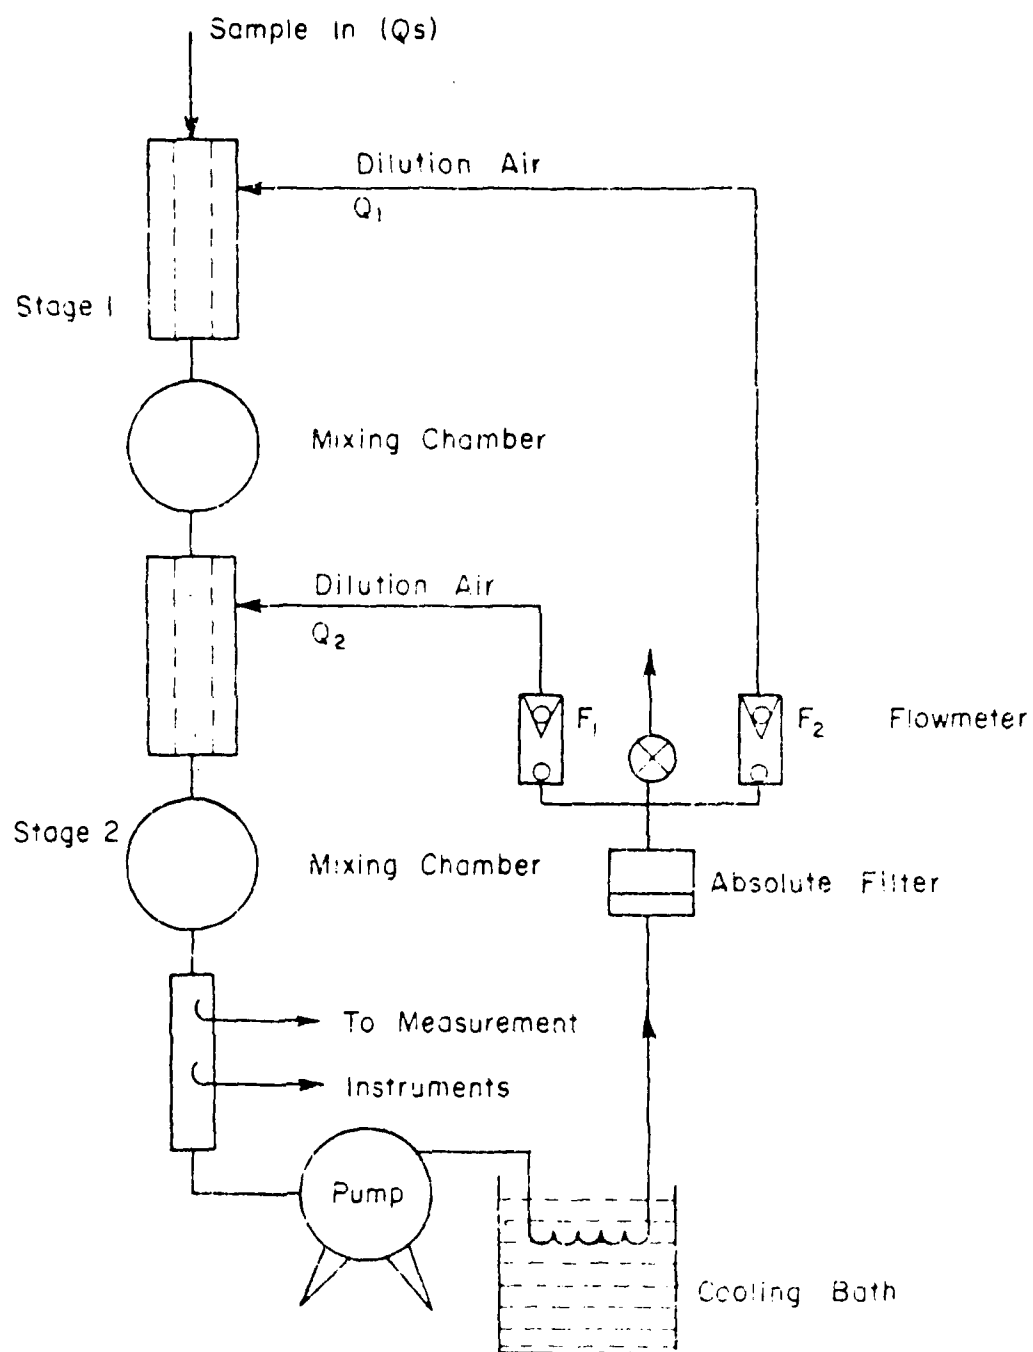 Sample In (Qs)
Dilution Air
Q₁
Stage 1
Mixing Chamber
Dilution Air
Q₂
F₁
F₂
Flowmeter
Stage 2
Mixing Chamber
Absolute Filter
To Measurement
Instruments
Pump
Cooling Bath